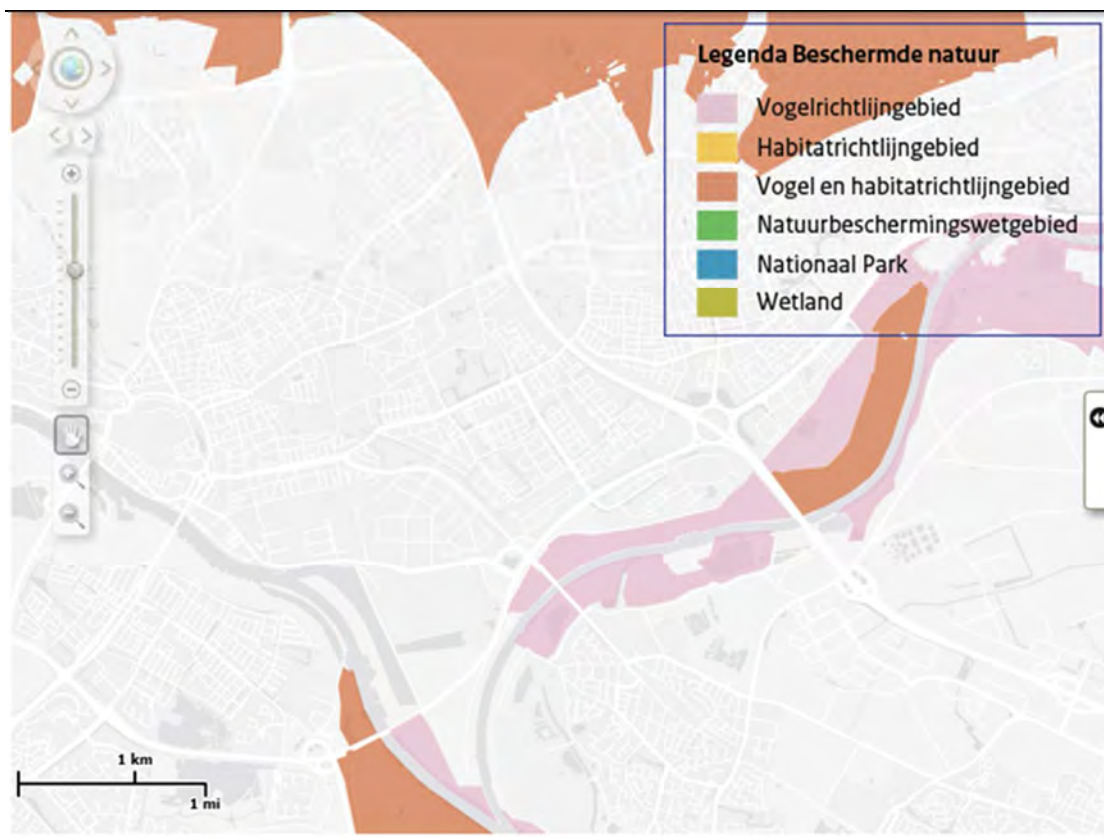 Legenda Beschermde natuur
Vogelrichtlijngebied
Habitatrichtlijngebied
Vogel en habitatrichtlijngebied
Natuurbeschermingswetgebied
Nationaal Park
Wetland
1 km
1 mi